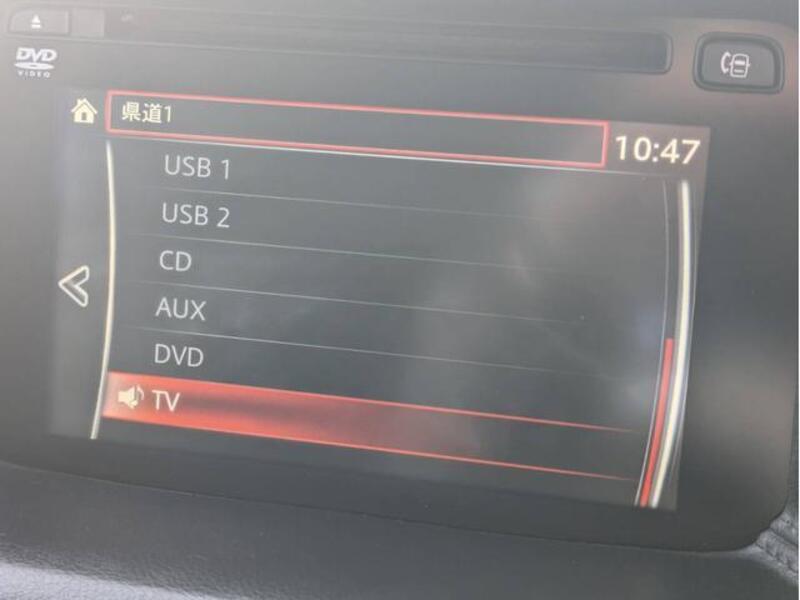 DVD
VIDEO
県道1
10:47
USB 1
USB 2
CD
AUX
DVD
TV